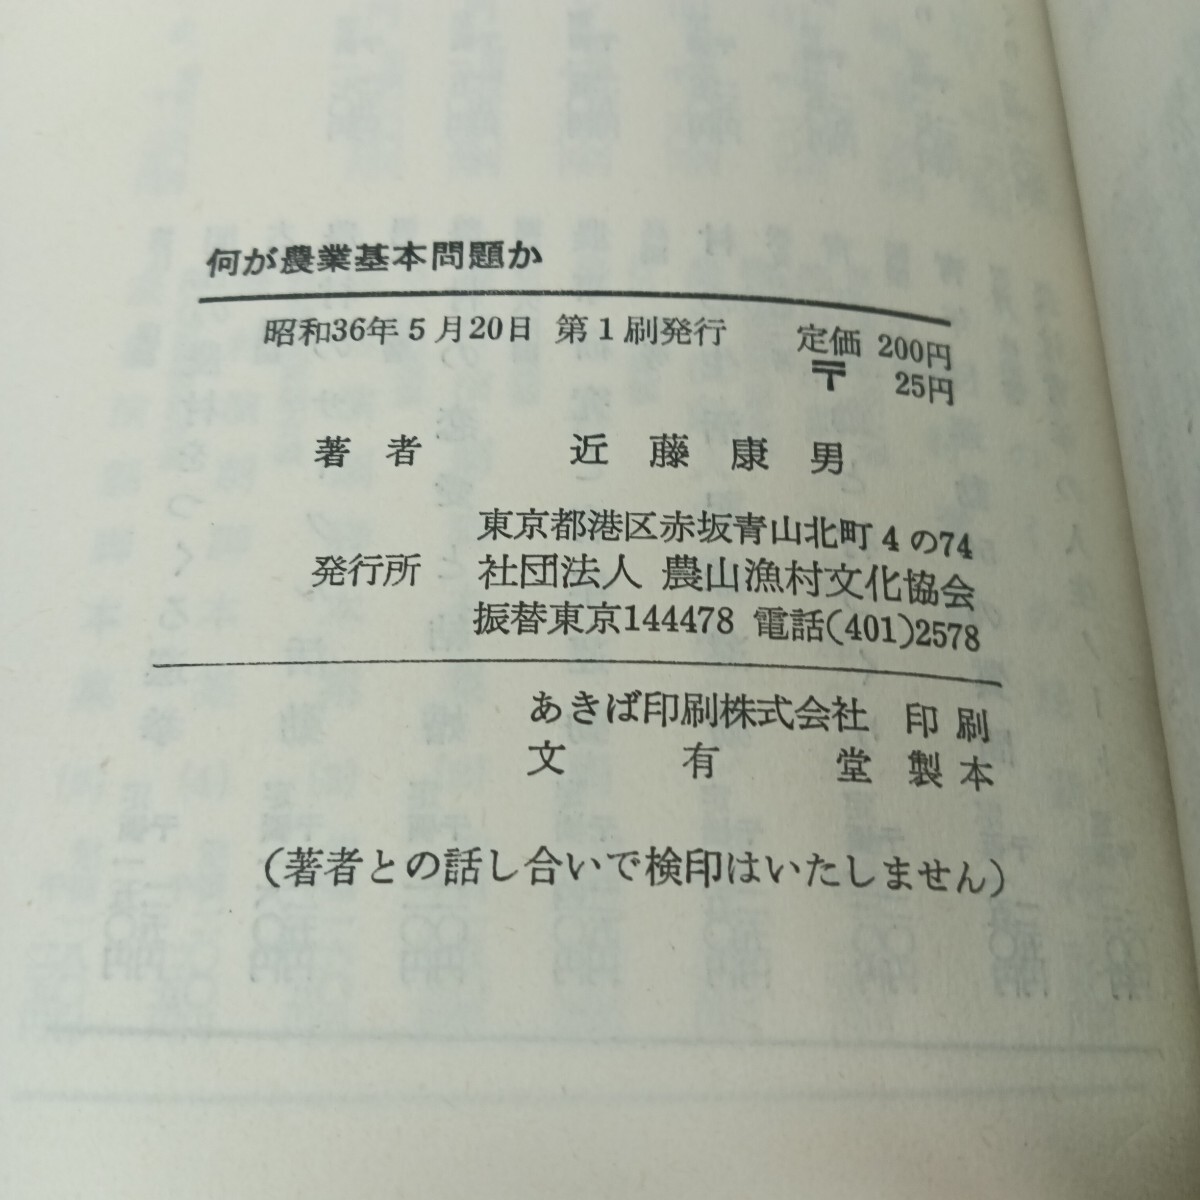 何が農業基本問題か
昭和36年5月20日 第1刷発行 定価 200円
〒 25円
著者 近藤康男
東京都港区赤坂青山北町4の74
発行所 社団法人 農山漁村文化協会
振替東京144478 電話(401)2578
あきば印刷株式会社 印刷
文有堂 製本
(著者との話し合いで検印はいたしません)